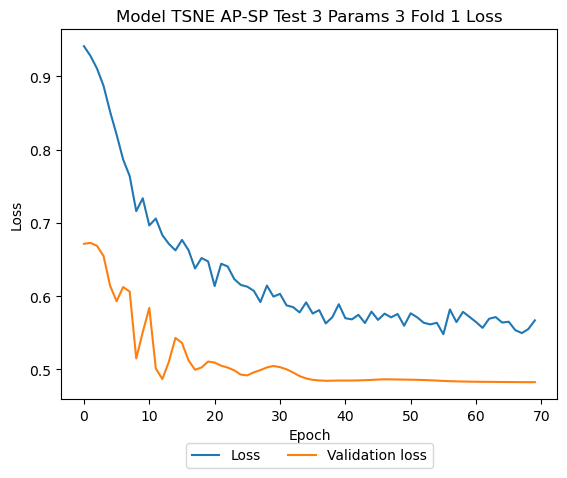 Model TSNE AP-SP Test 3 Params 3 Fold 1 Loss
0.9
0.8
0.7
0.6
0.5
Loss
0 10 20 30 40 50 60 70
Epoch
Loss Validation loss